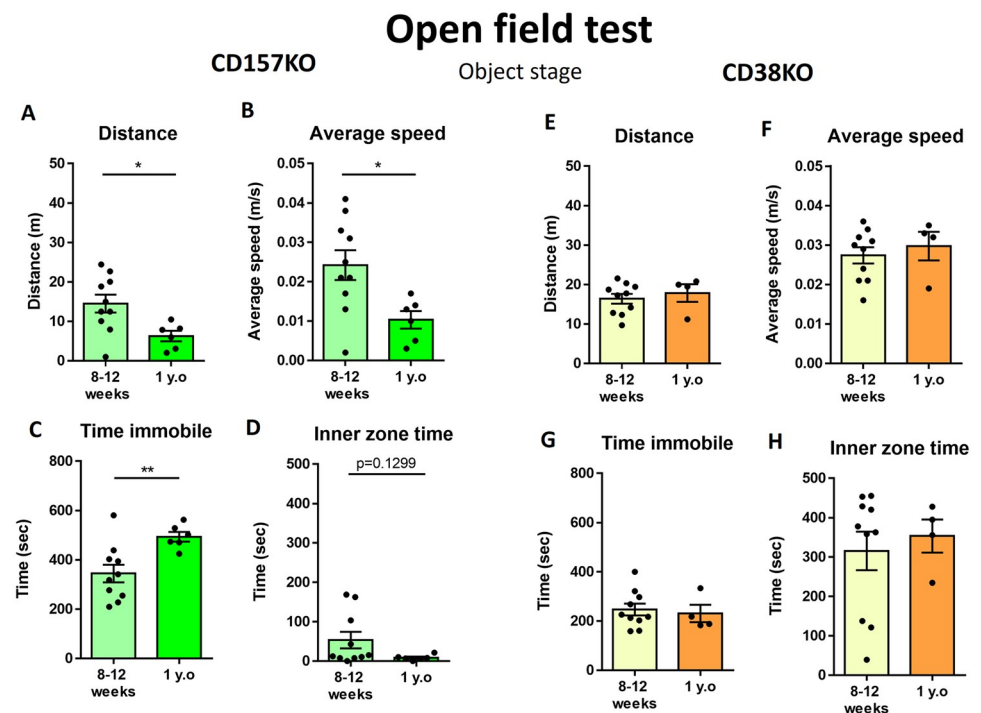 Open field test
CD157KO
Object stage
CD38KO
A
Distance
*
Distance (m)
50
40
30
20
10
0
8-12
weeks
1 y.o
B
Average speed
*
Average speed (m/s)
0.05
0.04
0.03
0.02
0.01
0.00
8-12
weeks
1 y.o
E
Distance
Distance (m)
50
40
30
20
10
0
8-12
weeks
1 y.o
F
Average speed
Average speed (m/s)
0.05
0.04
0.03
0.02
0.01
0.00
8-12
weeks
1 y.o
C
Time immobile
**
Time (sec)
800
600
400
200
0
8-12
weeks
1 y.o
D
Inner zone time
p=0.1299
Time (sec)
500
400
300
200
100
0
8-12
weeks
1 y.o
G
Time immobile
Time (sec)
800
600
400
200
0
8-12
weeks
1 y.o
H
Inner zone time
Time (sec)
500
400
300
200
100
0
8-12
weeks
1 y.o